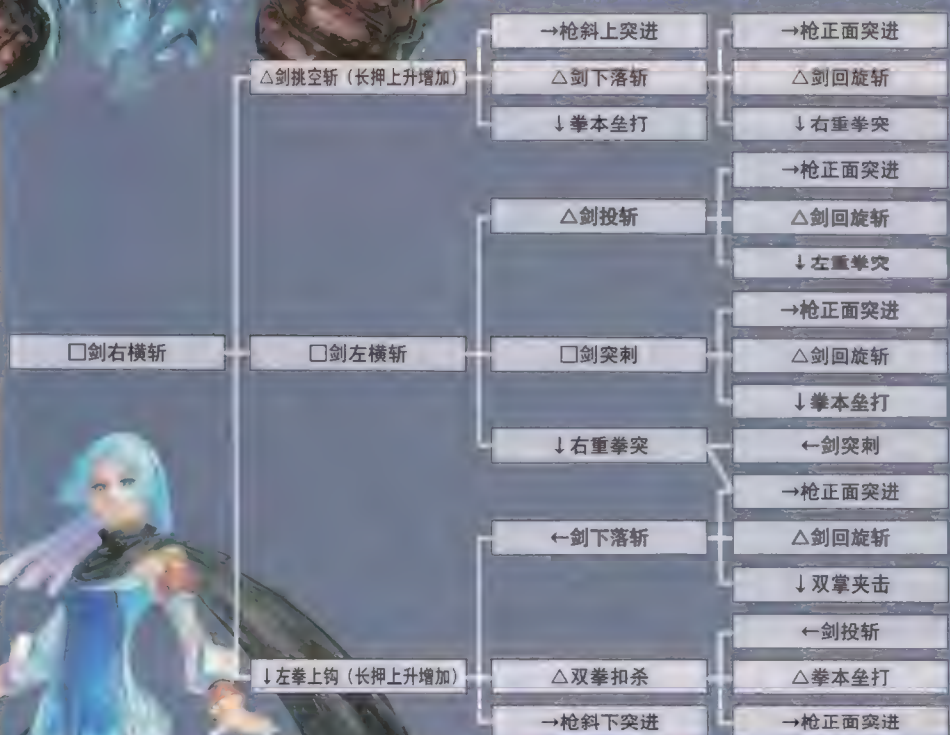 →枪斜上突进
→枪正面突进
△剑挑空斩（长押上升增加）
△剑下落斩
△剑回旋斩
↓拳本垒打
↓右重拳突
→枪正面突进
△剑投斩
△剑回旋斩
↓左重拳突
→枪正面突进
□剑右横斩
□剑左横斩
□剑突刺
△剑回旋斩
↓拳本垒打
↓右重拳突
←剑突刺
→枪正面突进
←剑下落斩
△剑回旋斩
↓双掌夹击
←剑投斩
↓左拳上钩（长押上升增加）
△双拳扣杀
△拳本垒打
→枪斜下突进
→枪正面突进